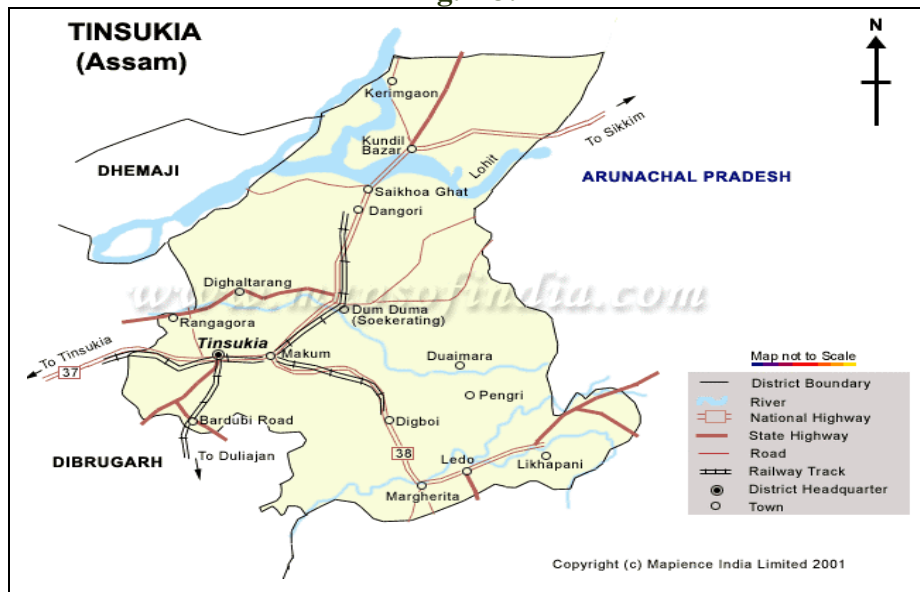 TINSUKIA
(Assam)
N
Kerimgaon
To Sikkim
Kundil
Bazar
Lohit
DHEMAJI
ARUNACHAL PRADESH
Saikhoa Ghat
Dangori
Dighaltarang
Rangagora
Dum Duma
(Soekerating)
Tinsukia
Makum
To Tinsukia
37
Duaimara
Pengri
Bardubi Road
Digboi
DIBRUGARH
To Duliajan
38
Ledo
Likhapani
Margherita
Map not to Scale
District Boundary
River
National Highway
State Highway
Road
Railway Track
District Headquarter
Town
Copyright (c) Mapience India Limited 2001